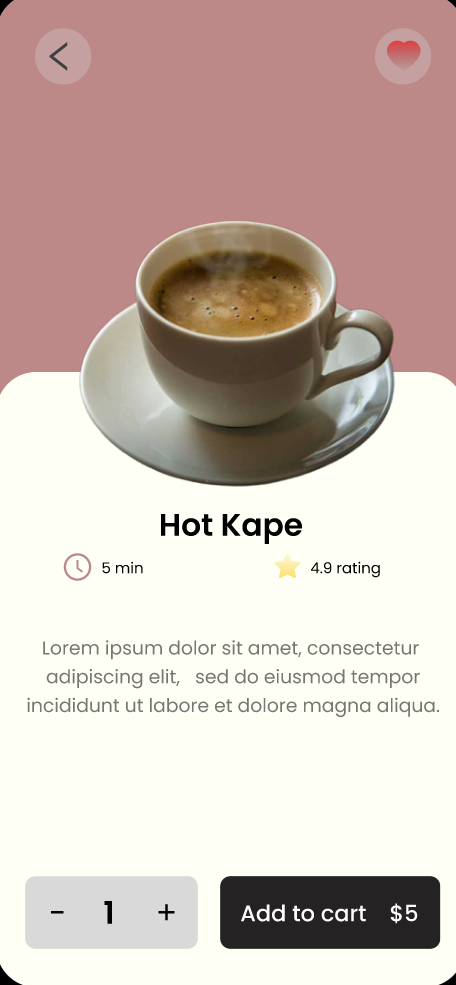 Hot Kape
5 min
4.9 rating
Lorem ipsum dolor sit amet, consectetur
adipiscing elit,   sed do eiusmod tempor
incididunt ut labore et dolore magna aliqua.
- 1 +
Add to cart $5